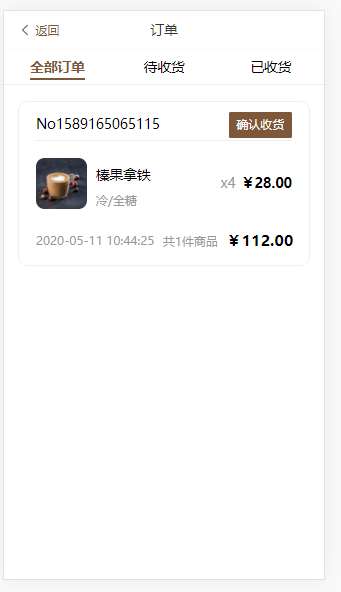 返回 订单
全部订单 待收货 已收货
No1589165065115 确认收货
榛果拿铁
x4 ￥28.00
冷/全糖
2020-05-11 10:44:25 共1件商品 ￥112.00